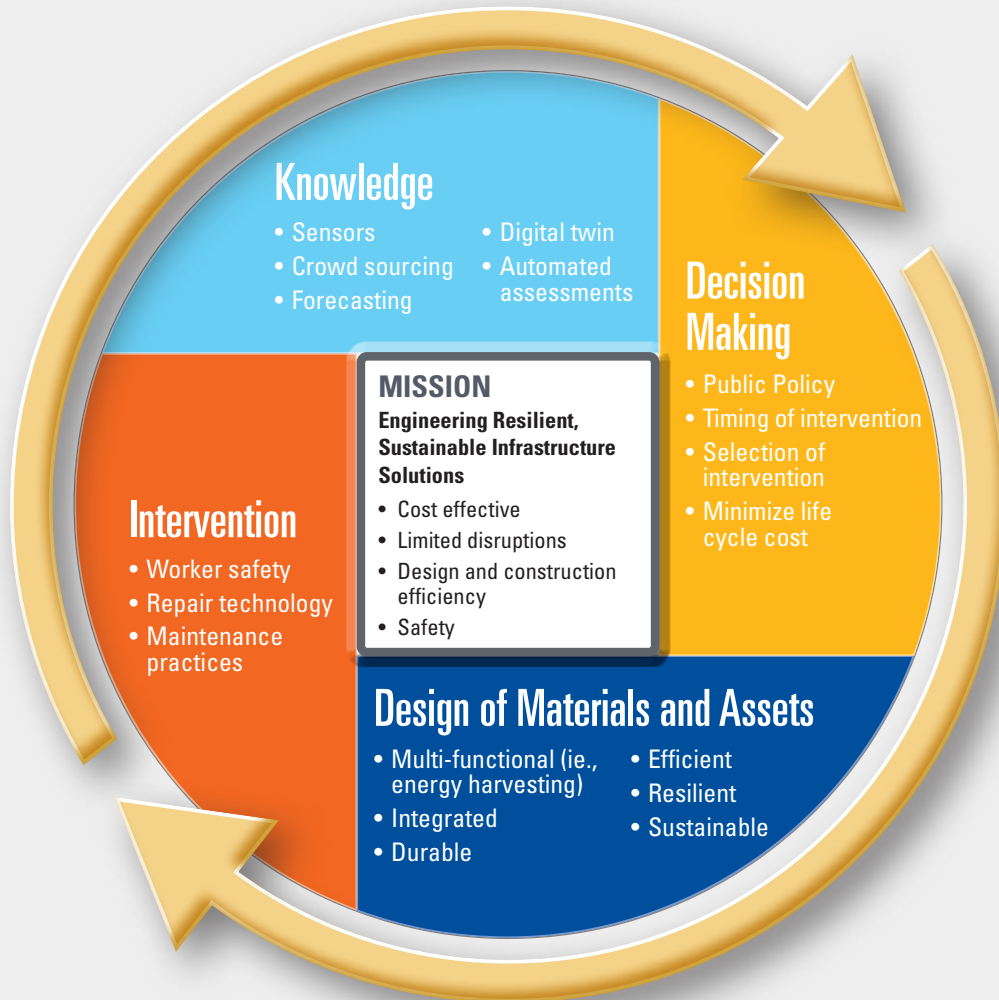 Knowledge
• Sensors
• Crowd sourcing
• Forecasting
• Digital twin
• Automated
assessments
Decision
Making
• Public Policy
• Timing of intervention
• Selection of
intervention
• Minimize life
cycle cost
MISSION
Engineering Resilient,
Sustainable Infrastructure
Solutions
• Cost effective
• Limited disruptions
• Design and construction
efficiency
• Safety
Intervention
• Worker safety
• Repair technology
• Maintenance
practices
Design of Materials and Assets
• Multi-functional (ie.,
energy harvesting)
• Integrated
• Durable
• Efficient
• Resilient
• Sustainable